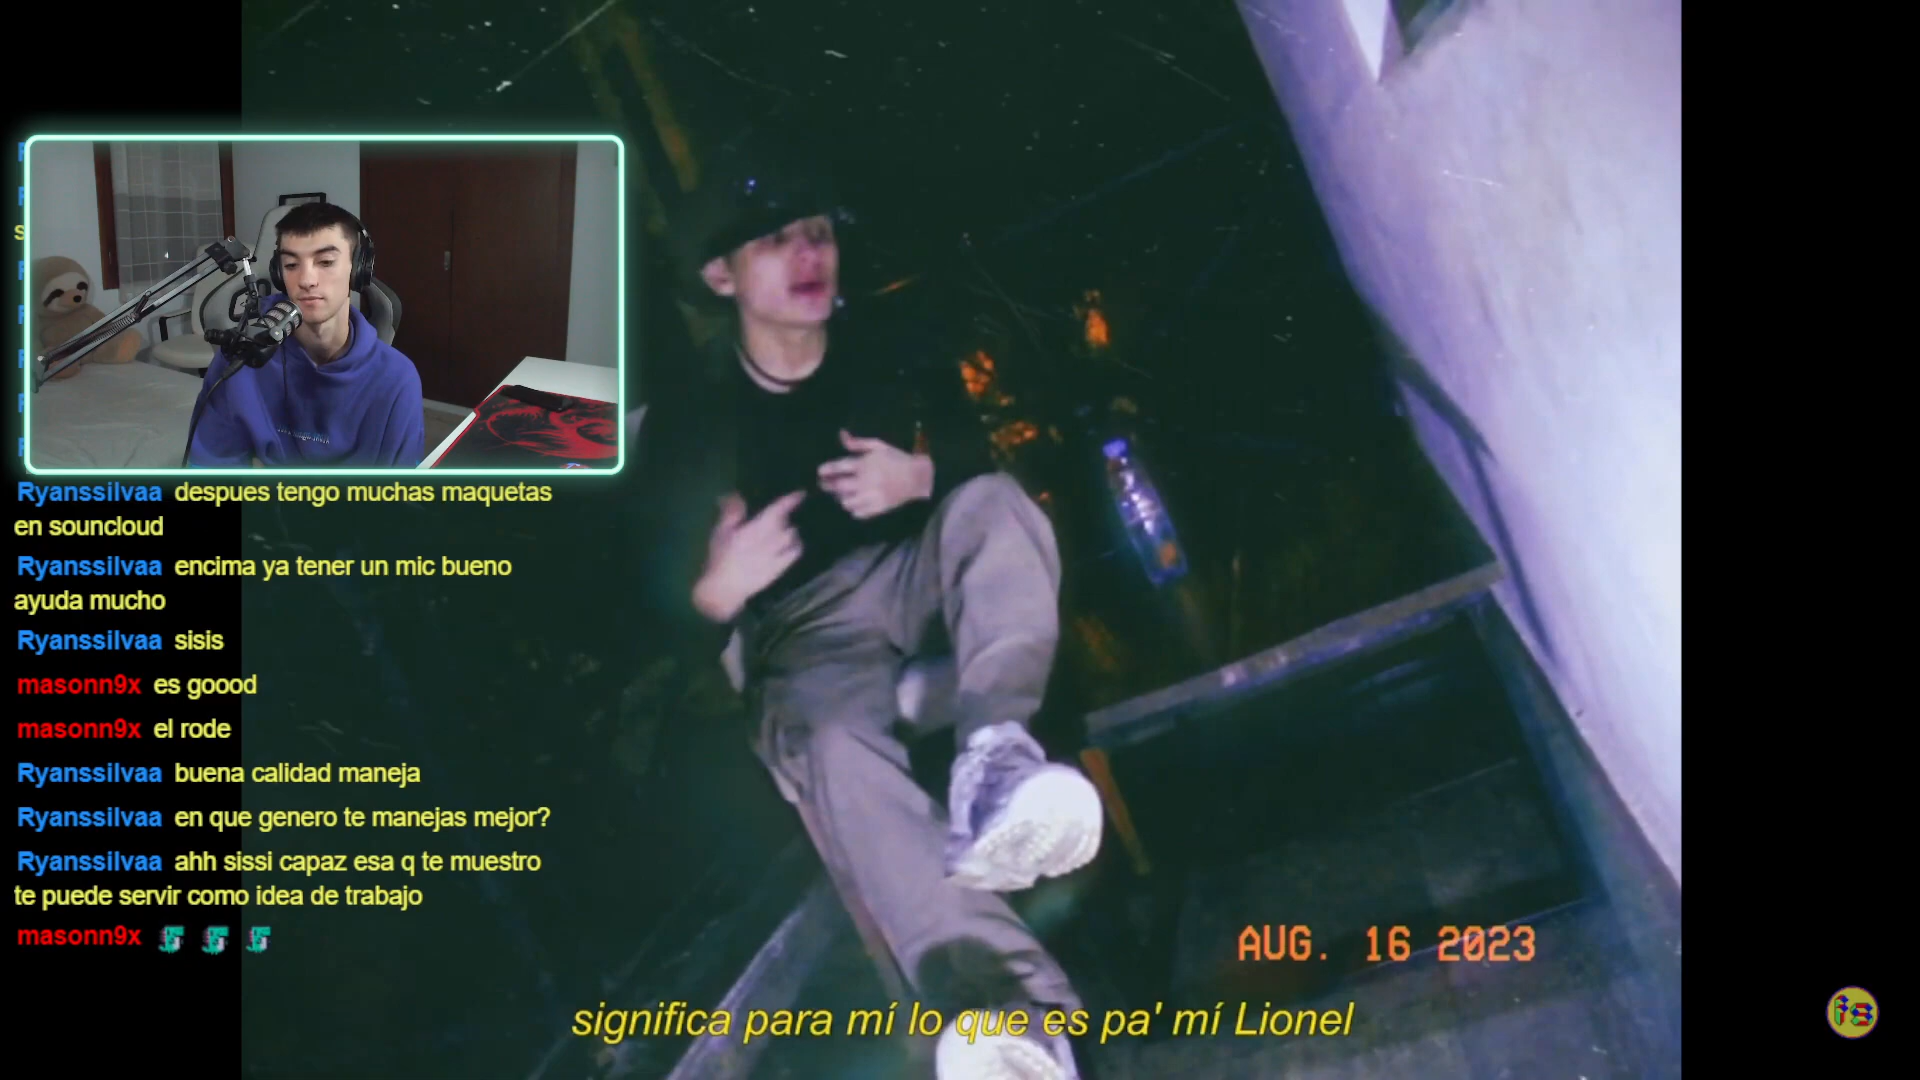 Ryanssilvaa despues tengo muchas maquetas
en souncloud
Ryanssilvaa encima ya tener un mic bueno
ayuda mucho
Ryanssilvaa sisis
masonn9x es goood
masonn9x el rode
Ryanssilvaa buena calidad maneja
Ryanssilvaa en que genero te manejas mejor?
Ryanssilvaa ahh sissi capaz esa q te muestro
te puede servir como idea de trabajo
masonn9x
AUG. 16 2023
significa para mí lo que es pa' mí Lionel